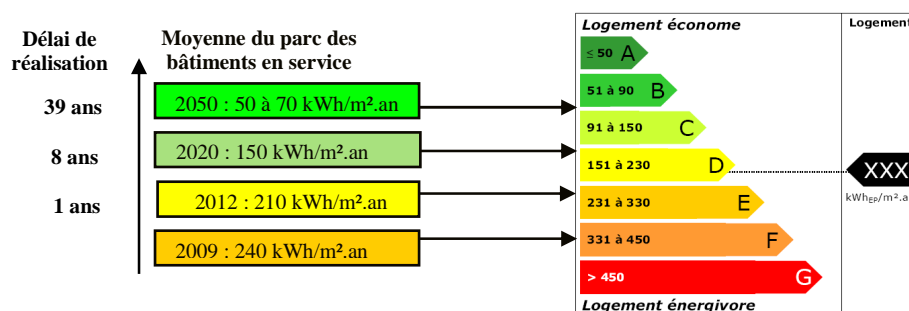 Délai de
réalisation
39 ans
8 ans
1 ans
Moyenne du parc des
bâtiments en service
2050 : 50 à 70 kWh/m².an
2020 : 150 kWh/m².an
2012 : 210 kWh/m².an
2009 : 240 kWh/m².an
Logement économe
≤ 50 A
51 à 90 B
91 à 150 C
151 à 230 D
231 à 330 E
331 à 450 F
> 450 G
Logement énergivore
Logement
XXX
kWhEP/m².a